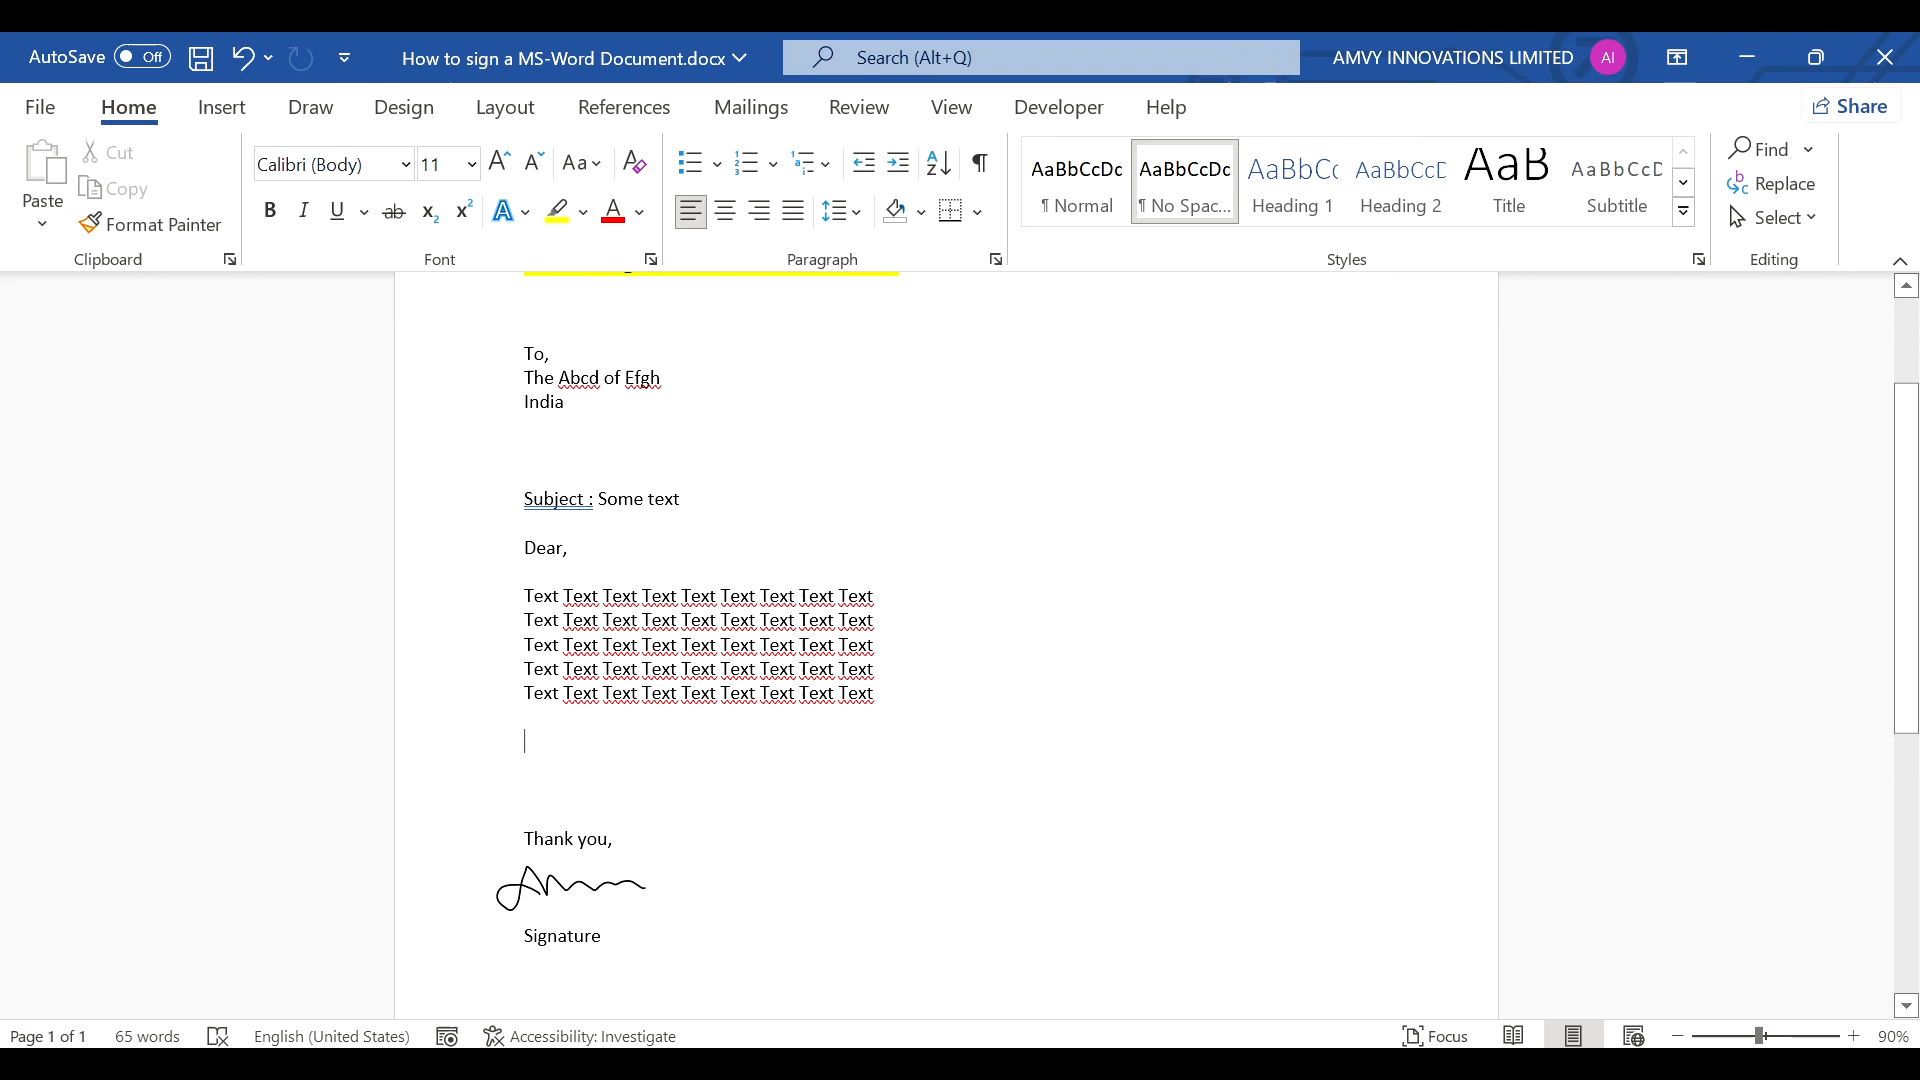 AutoSave Off How to sign a MS-Word Document.docx Search (Alt+Q) AMVY INNOVATIONS LIMITED AI
File Home Insert Draw Design Layout References Mailings Review View Developer Help Share
Paste
Cut
Copy
Format Painter
Clipboard
Calibri (Body) 11 Aa
B I U ab x2 x2 A A
Font
Paragraph
AaBbCcDc AaBbCcDc AaBbCc AaBbCcD AaB AaBbCcD
¶ Normal ¶ No Spac... Heading 1 Heading 2 Title Subtitle
Styles
Find
Replace
Select
Editing
To,
The Abcd of Efgh
India
Subject : Some text
Dear,
Text Text Text Text Text Text Text Text Text
Text Text Text Text Text Text Text Text Text
Text Text Text Text Text Text Text Text Text
Text Text Text Text Text Text Text Text Text
Text Text Text Text Text Text Text Text Text
Thank you,
Signature
Page 1 of 1 65 words English (United States) Accessibility: Investigate Focus 90%